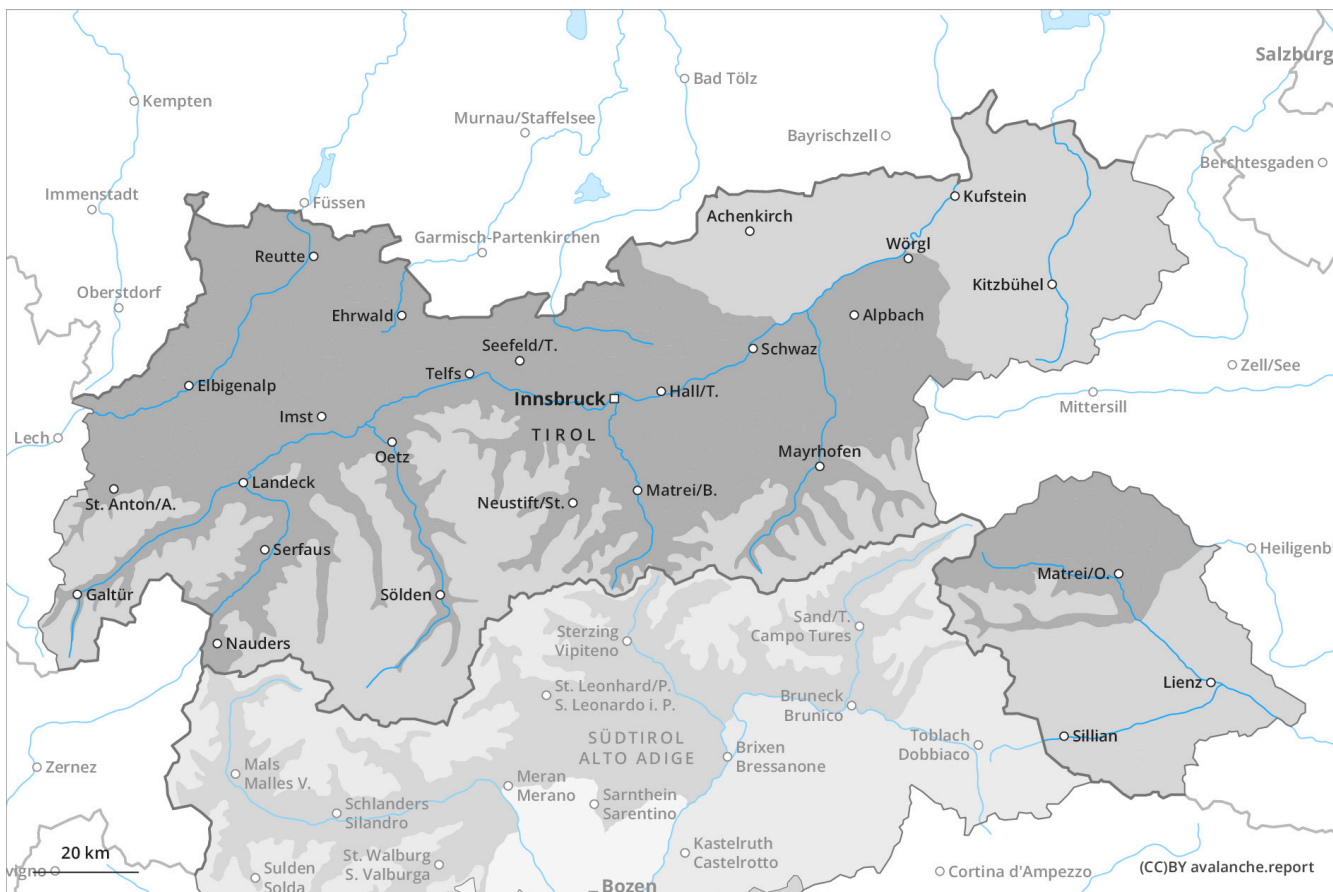 Salzburg
Bad Tölz
Kempten
Murnau/Staffelsee
Bayrischzell
Berchtesgaden
Immenstadt
Füssen
Kufstein
Achenkirch
Garmisch-Partenkirchen
Wörgl
Reutte
Kitzbühel
Oberstdorf
Ehrwald
Alpbach
Seefeld/T.
Schwaz
Zell/See
Telfs
Elbigenalp
Hall/T.
Mittersill
Innsbruck
Imst
Lech
TIROL
Oetz
Mayrhofen
Landeck
Matrei/B.
St. Anton/A.
Neustift/St.
Serfaus
Heiligenb
Matrei/O.
Galtür
Sölden
Sand/T.
Campo Tures
Sterzing
Vipiteno
Nauders
Lienz
St. Leonhard/P.
S. Leonardo i. P.
Bruneck
Brunico
SÜDTIROL
ALTO ADIGE
Sillian
Toblach
Dobbiaco
Brixen
Bressanone
Zernez
Mals
Malles V.
Meran
Merano
Schlanders
Silandro
Sarnthein
Sarentino
Kastelruth
Castelrotto
20 km
vigno
St. Walburg
S. Valburga
Sulden
Solda
Cortina d'Ampezzo
(CC)BY avalanche.report
Bozen